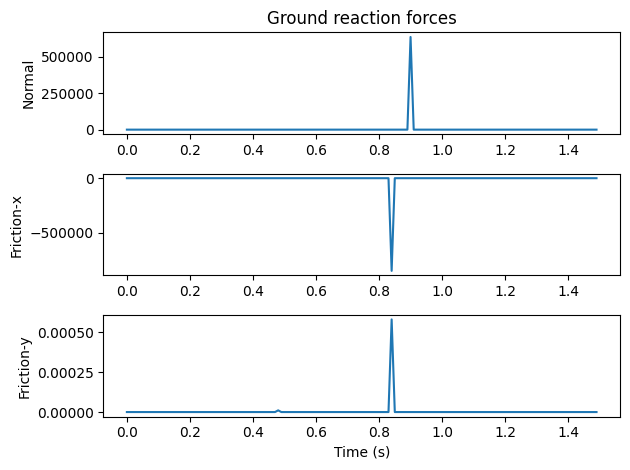 Ground reaction forces
Normal
500000
250000
0
0.0 0.2 0.4 0.6 0.8 1.0 1.2 1.4
Friction-x
0
−500000
0.0 0.2 0.4 0.6 0.8 1.0 1.2 1.4
Friction-y
0.00050
0.00025
0.00000
0.0 0.2 0.4 0.6 0.8 1.0 1.2 1.4
Time (s)